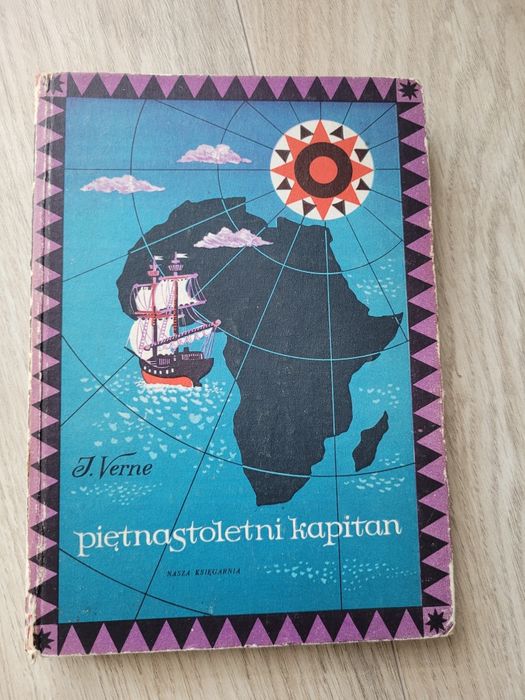 J. Verne
piętnastoletni kapitan
NASZA KSIĘGARNIA